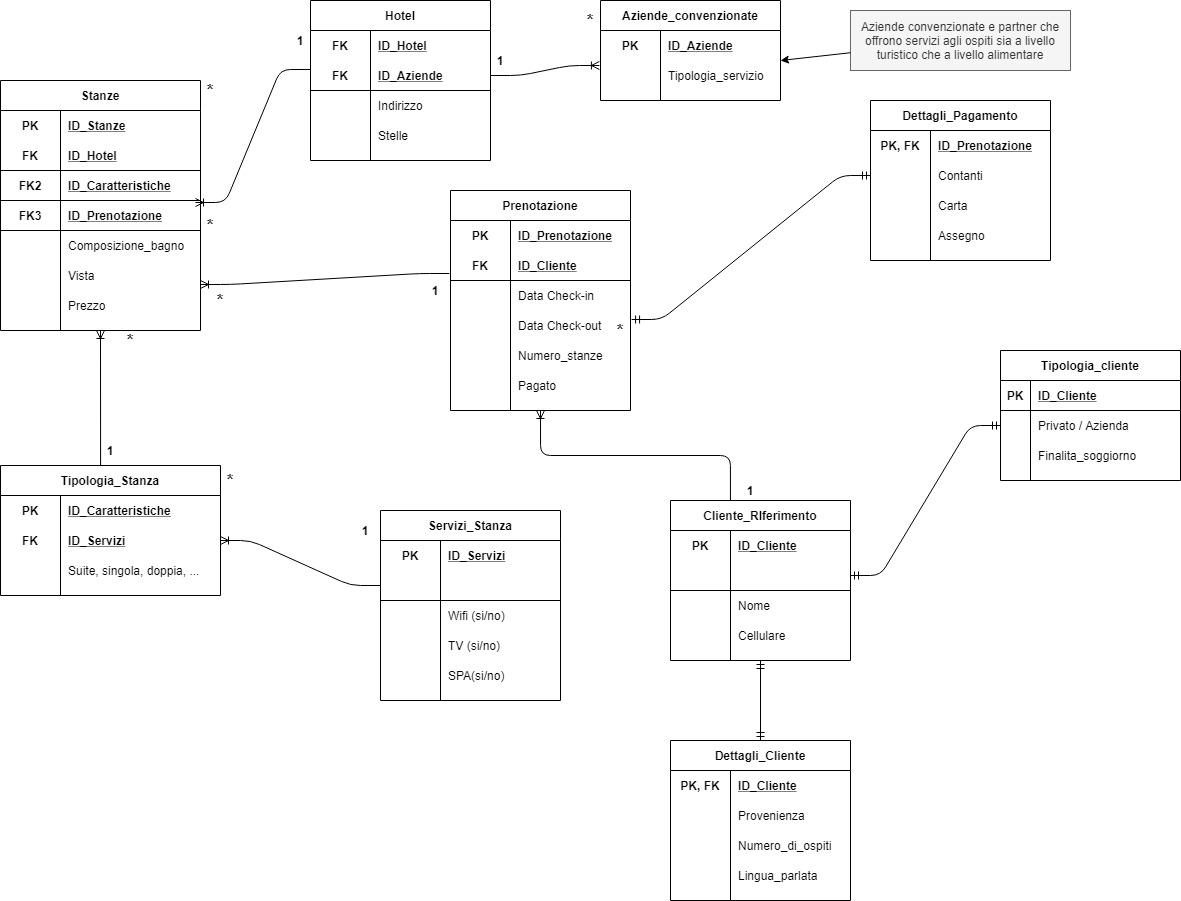 Hotel
FK ID_Hotel
FK ID_Aziende
Indirizzo
Stelle
1
1
*
Aziende_convenzionate
PK ID_Aziende
Tipologia_servizio
Aziende convenzionate e partner che
offrono servizi agli ospiti sia a livello
turistico che a livello alimentare
Stanze
PK ID_Stanze
FK ID_Hotel
FK2 ID_Caratteristiche
FK3 ID_Prenotazione
Composizione_bagno
Vista
Prezzo
*
*
*
*
Dettagli_Pagamento
PK, FK ID_Prenotazione
Contanti
Carta
Assegno
Prenotazione
PK ID_Prenotazione
FK ID_Cliente
Data Check-in
Data Check-out
Numero_stanze
Pagato
1
*
Tipologia_cliente
PK ID_Cliente
Privato / Azienda
Finalita_soggiorno
1
Tipologia_Stanza
PK ID_Caratteristiche
FK ID_Servizi
Suite, singola, doppia, ...
*
1
Servizi_Stanza
PK ID_Servizi
Wifi (si/no)
TV (si/no)
SPA(si/no)
1
Cliente_RIferimento
PK ID_Cliente
Nome
Cellulare
Dettagli_Cliente
PK, FK ID_Cliente
Provenienza
Numero_di_ospiti
Lingua_parlata